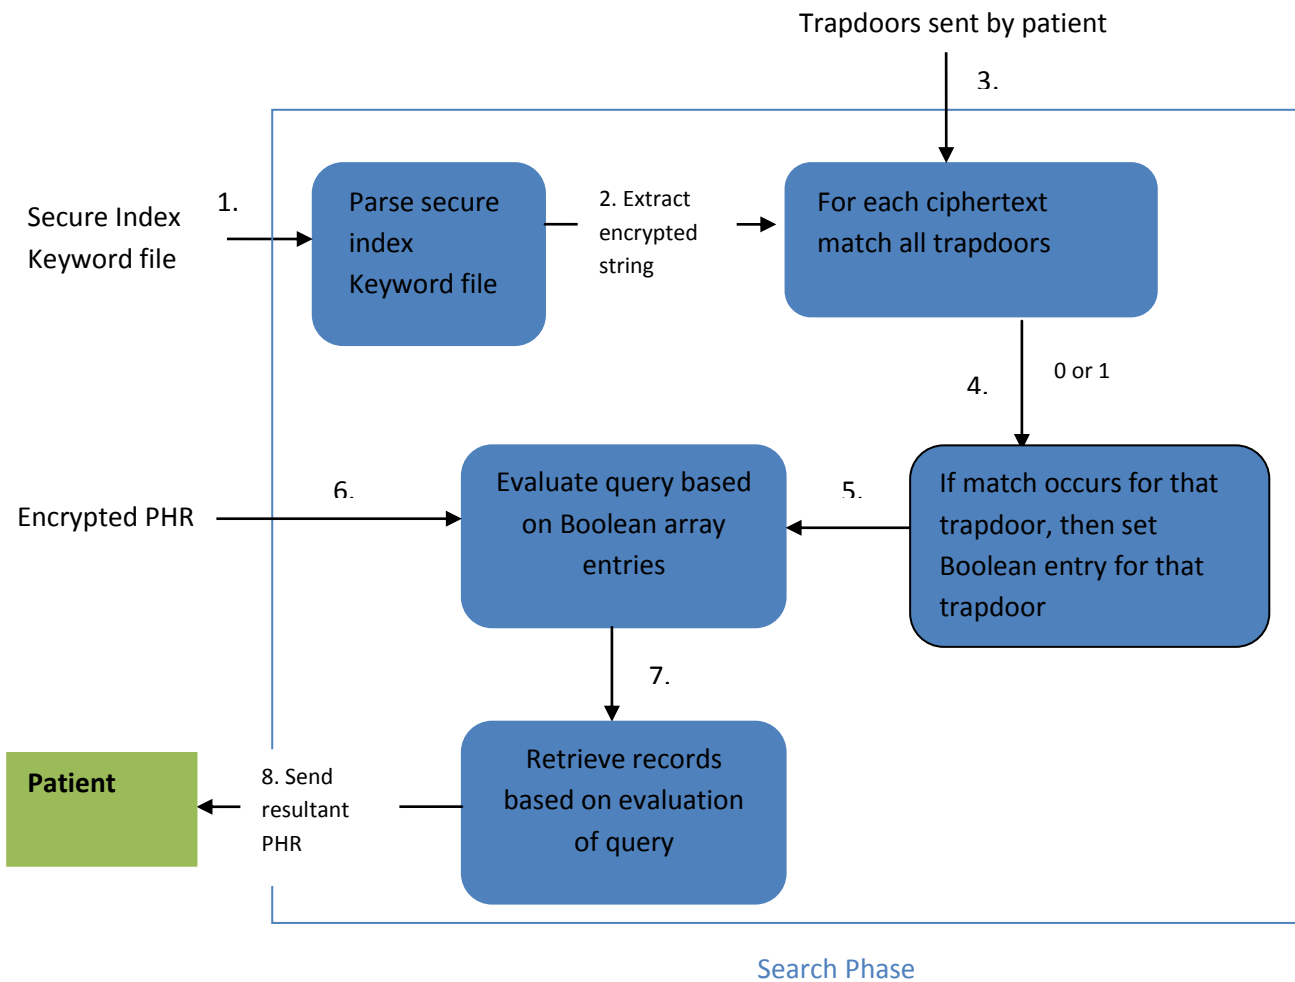 Trapdoors sent by patient
3.
Secure Index
Keyword file
1.
Parse secure
index
Keyword file
2. Extract
encrypted
string
For each ciphertext
match all trapdoors
4.
0 or 1
Encrypted PHR
6.
Evaluate query based
on Boolean array
entries
5.
If match occurs for that
trapdoor, then set
Boolean entry for that
trapdoor
7.
Patient
8. Send
resultant
PHR
Retrieve records
based on evaluation
of query
Search Phase